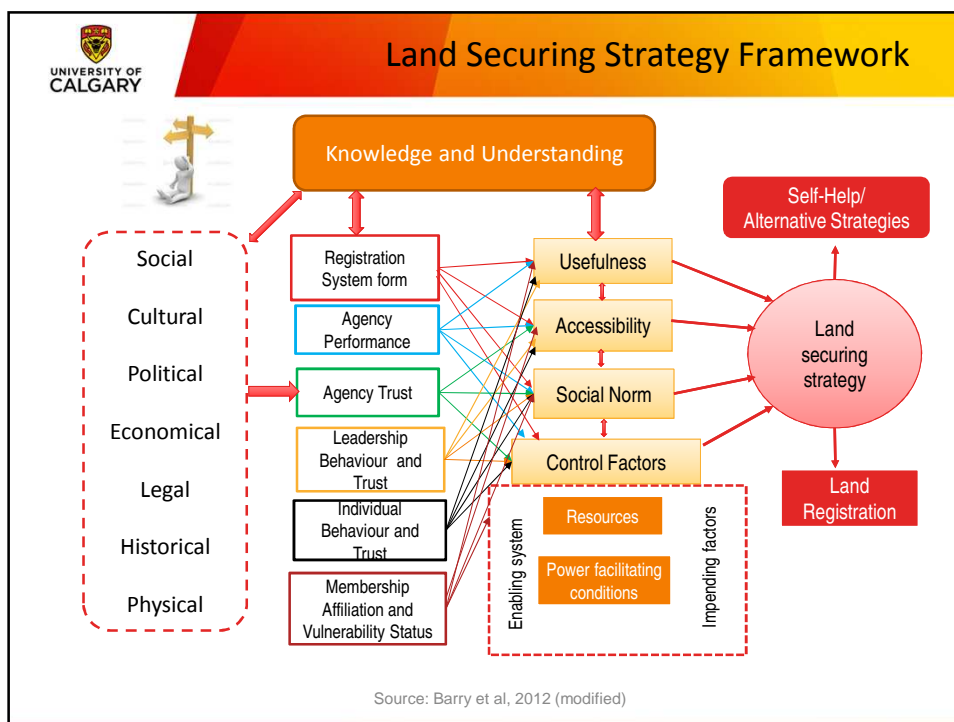 UNIVERSITY OF
CALGARY
Land Securing Strategy Framework
Knowledge and Understanding
Social
Cultural
Political
Economical
Legal
Historical
Physical
Registration
System form
Agency
Performance
Agency Trust
Leadership
Behaviour and
Trust
Individual
Behaviour and
Trust
Membership
Affiliation and
Vulnerability Status
Usefulness
Accessibility
Social Norm
Control Factors
Enabling system
Resources
Power facilitating
conditions
Impending factors
Self-Help/
Alternative Strategies
Land
securing
strategy
Land
Registration
Source: Barry et al, 2012 (modified)